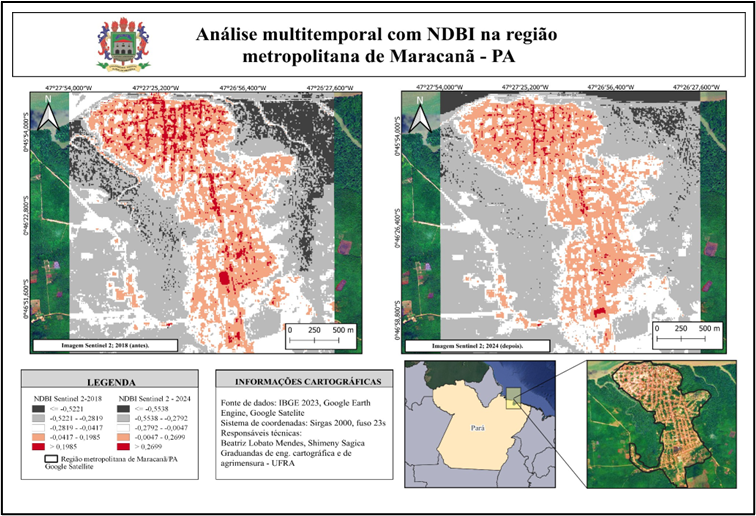 Análise multitemporal com NDBI na região
metropolitana de Maracanã - PA
47°27'54,000"W 47°27'25,200"W 47°26'56,400"W 47°26'27,600"W
0°45'54,000"S
0°46'22,800"S
0°46'51,600"S
N
0 250 500 m
Imagem Sentinel 2; 2018 (antes).
47°27'54,000"W 47°27'25,200"W 47°26'56,400"W 47°26'27,600"W
0°45'54,000"S
0°46'26,400"S
0°46'58,800"S
N
0 250 500 m
Imagem Sentinel 2; 2024 (depois).
LEGENDA
NDBI Sentinel 2-2018 NDBI Sentinel 2 - 2024
<= -0,5221 <= -0,5538
-0,5221 - -0,2819 -0,5538 - -0,2792
-0,2819 - -0,0417 -0,2792 - -0,0047
-0,0417 - 0,1985 -0,0047 - 0,2699
> 0,1985 > 0,2699
Região metropolitana de Maracanã/PA
Google Satellite
INFORMAÇÕES CARTOGRÁFICAS
Fonte de dados: IBGE 2023, Google Earth
Engine, Google Satelite
Sistema de coordenadas: Sirgas 2000, fuso 23s
Responsáveis técnicas:
Beatriz Lobato Mendes, Shimeny Sagica
Graduandas de eng. cartográfica e de
agrimensura - UFRA
Pará